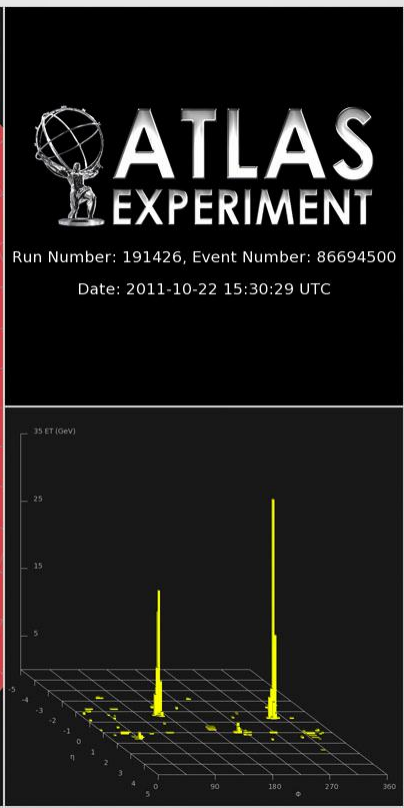 ATLAS
EXPERIMENT
Run Number: 191426, Event Number: 86694500
Date: 2011-10-22 15:30:29 UTC
35 ET (GeV)
25
15
5
-5
-4
-3
-2
-1
0
1
2
3
4
5
η
0
90
180
270
360
Φ